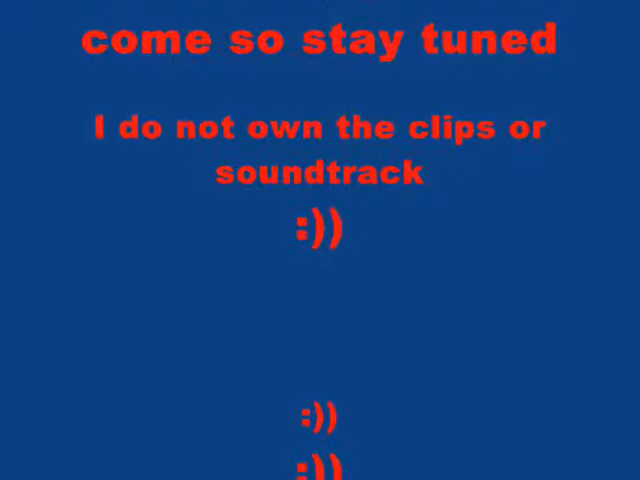 come so stay tuned
I do not own the clips or
soundtrack
:))
:))
:))